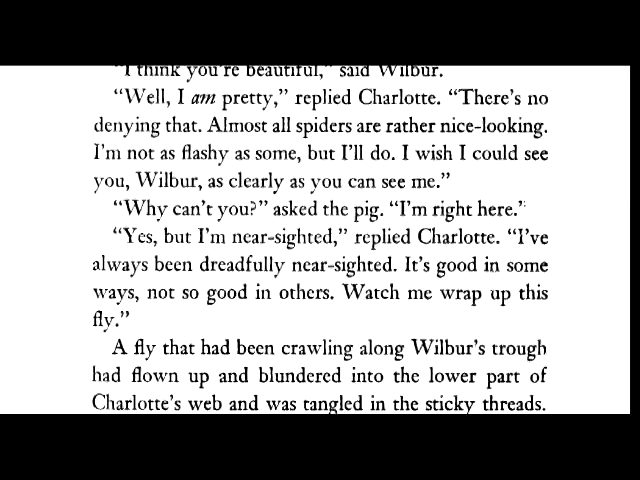 "I think you're beautiful," said Wilbur.
"Well, I am pretty," replied Charlotte. "There's no
denying that. Almost all spiders are rather nice-looking.
I'm not as flashy as some, but I'll do. I wish I could see
you, Wilbur, as clearly as you can see me."
"Why can't you?" asked the pig. "I'm right here."
"Yes, but I'm near-sighted," replied Charlotte. "I've
always been dreadfully near-sighted. It's good in some
ways, not so good in others. Watch me wrap up this
fly."
A fly that had been crawling along Wilbur's trough
had flown up and blundered into the lower part of
Charlotte's web and was tangled in the sticky threads.